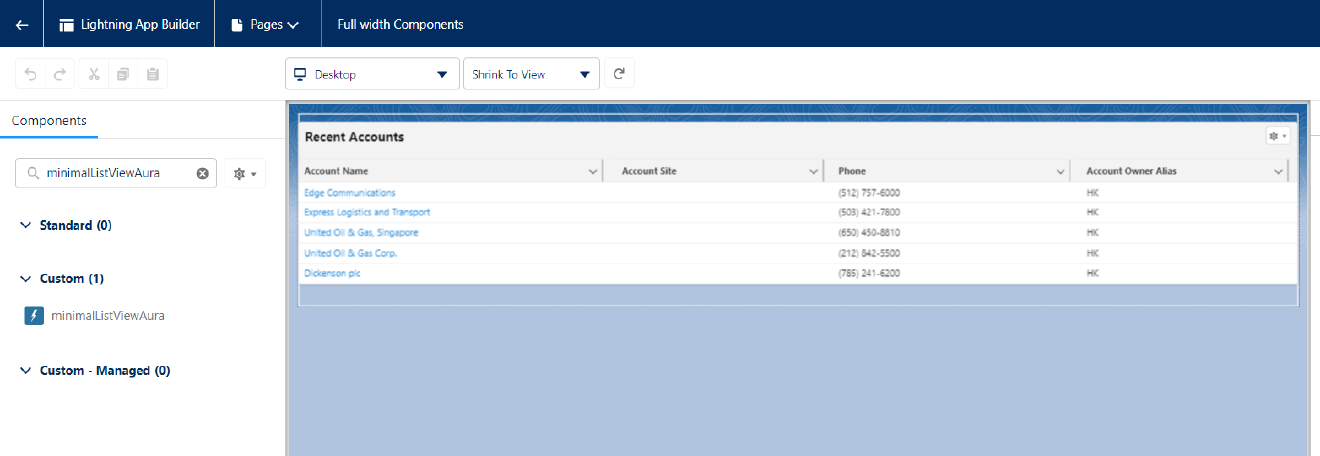 Lightning App Builder Pages Full width Components
Desktop Shrink To View
Components
minimalListViewAura
Standard (0)
Custom (1)
minimalListViewAura
Custom - Managed (0)
Recent Accounts
Account Name Account Site Phone Account Owner Alias
Edge Communications (512) 757-6000 HK
Express Logistics and Transport (503) 421-7800 HK
United Oil & Gas, Singapore (650) 450-8810 HK
United Oil & Gas Corp. (212) 842-5500 HK
Dickenson plc (785) 241-6200 HK